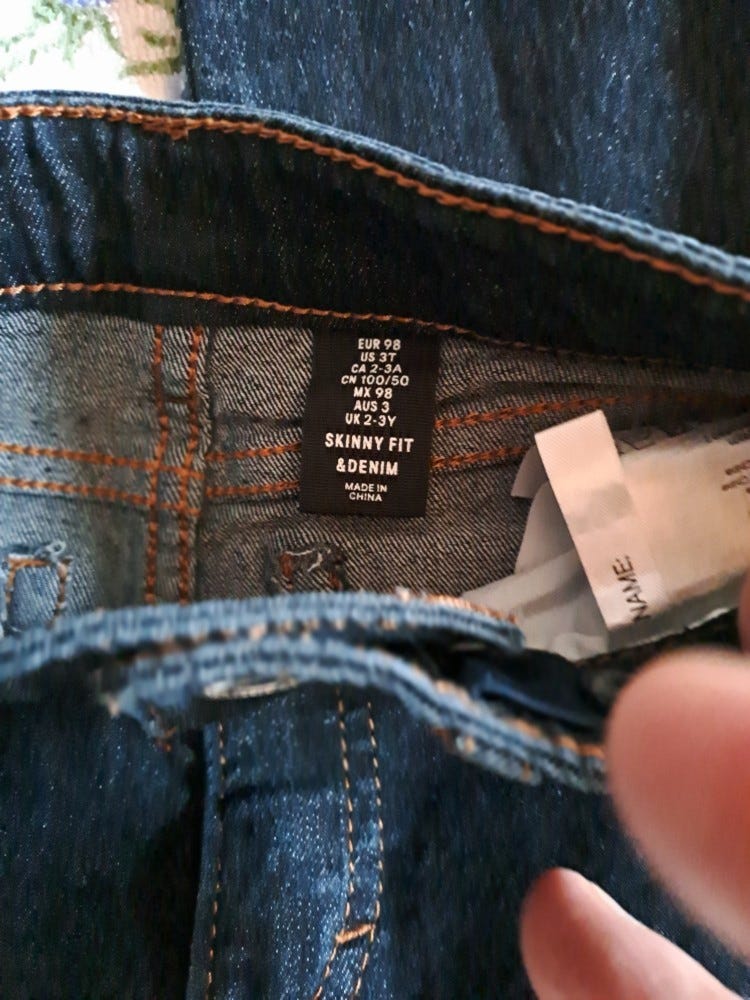 EUR 98
US 3T
CA 2-3A
CN 100/50
MX 98
AUS 3
UK 2-3Y
SKINNY FIT
&DENIM
MADE IN
CHINA
NAME: